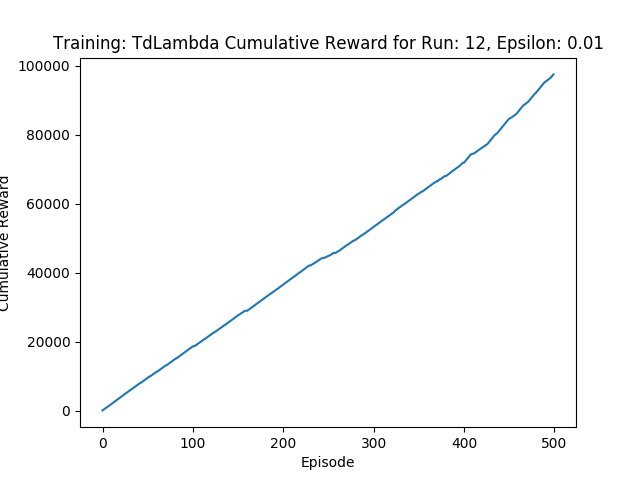 Training: TdLambda Cumulative Reward for Run: 12, Epsilon: 0.01
100000
80000
60000
40000
20000
0
Cumulative Reward
0 100 200 300 400 500
Episode